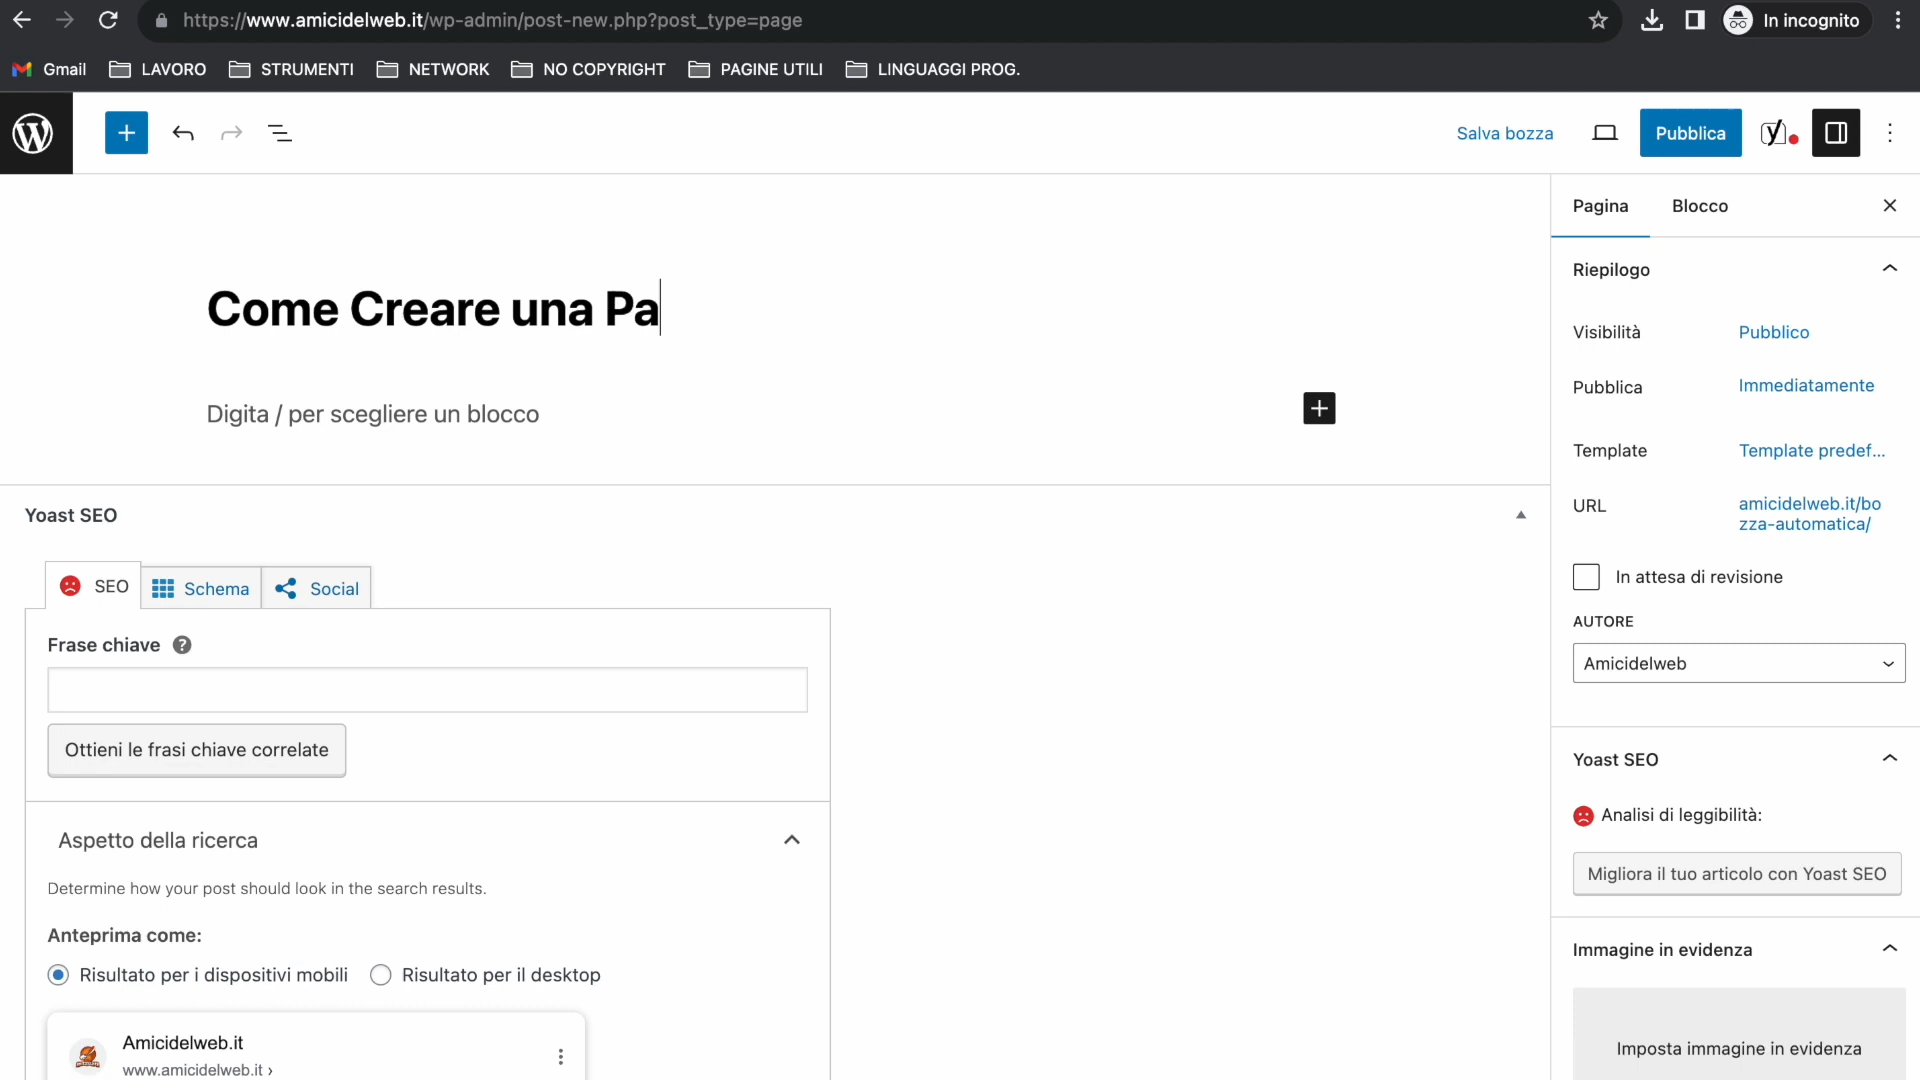 https://www.amicidelweb.it/wp-admin/post-new.php?post_type=page
In incognito
Gmail
LAVORO
STRUMENTI
NETWORK
NO COPYRIGHT
PAGINE UTILI
LINGUAGGI PROG.
Salva bozza
Pubblica
Pagina
Blocco
Come Creare una Pa
Digita / per scegliere un blocco
Riepilogo
Visibilità
Pubblico
Pubblica
Immediatamente
Template
Template predef...
URL
amicidelweb.it/bo
zza-automatica/
In attesa di revisione
AUTORE
Amicidelweb
Yoast SEO
Analisi di leggibilità:
Migliora il tuo articolo con Yoast SEO
Immagine in evidenza
Imposta immagine in evidenza
Yoast SEO
SEO
Schema
Social
Frase chiave
Ottieni le frasi chiave correlate
Aspetto della ricerca
Determine how your post should look in the search results.
Anteprima come:
Risultato per i dispositivi mobili
Risultato per il desktop
Amicidelweb.it
www.amicidelweb.it ›